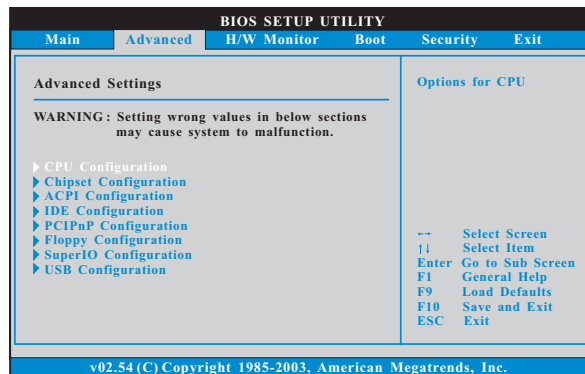 BIOS SETUP UTILITY
Main Advanced H/W Monitor Boot Security Exit
Advanced Settings
WARNING : Setting wrong values in below sections
may cause system to malfunction.
CPU Configuration
Chipset Configuration
ACPI Configuration
IDE Configuration
PCIPnP Configuration
Floppy Configuration
SuperIO Configuration
USB Configuration
Options for CPU
←→ Select Screen
↑↓ Select Item
Enter Go to Sub Screen
F1 General Help
F9 Load Defaults
F10 Save and Exit
ESC Exit
v02.54 (C) Copyright 1985-2003, American Megatrends, Inc.